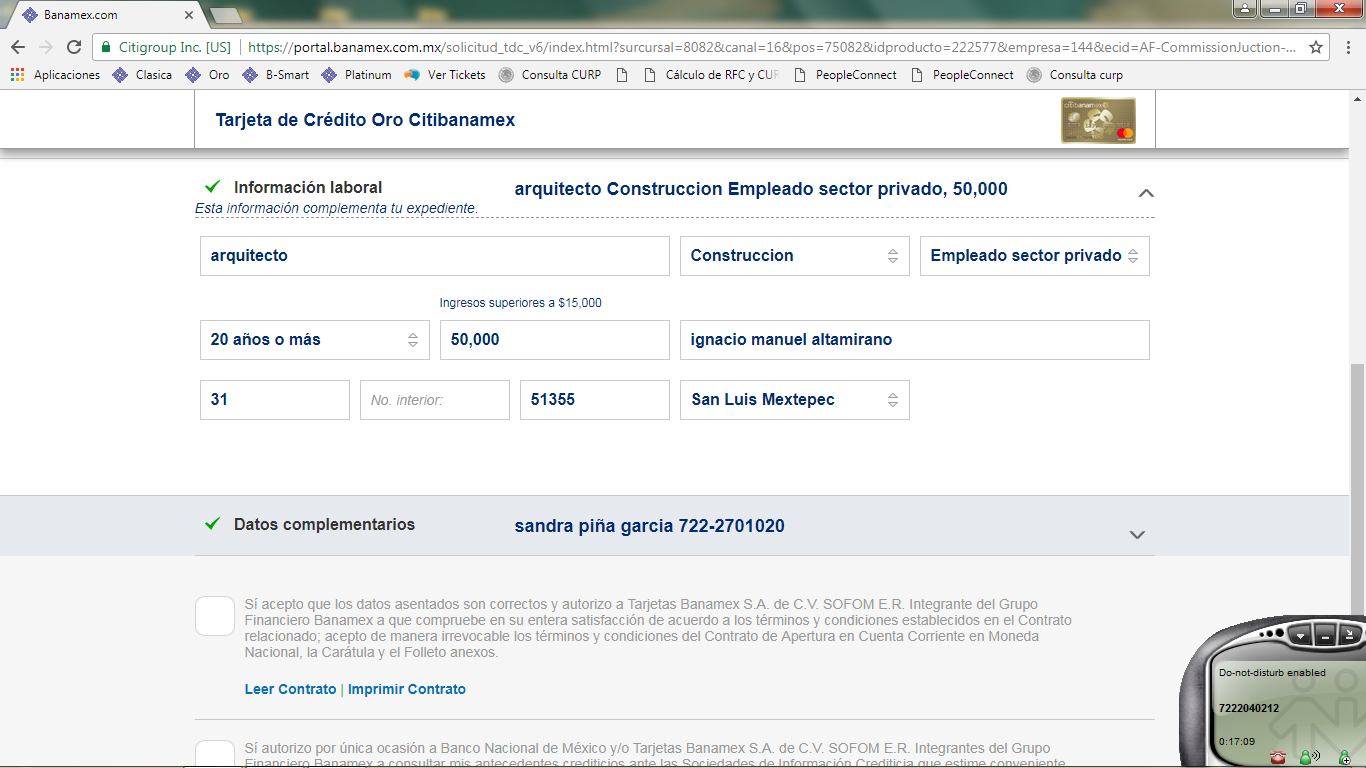 Banamex.com
Citigroup Inc. [US] https://portal.banamex.com.mx/solicitud_tdc_v6/index.html?surcursal=8082&canal=16&pos=75082&idproducto=222577&empresa=144&ecid=AF-CommissionJuction-...
Aplicaciones Clasica Oro B-Smart Platinum Ver Tickets Consulta CURP Cálculo de RFC y CUR PeopleConnect PeopleConnect Consulta curp
Tarjeta de Crédito Oro Citibanamex
Información laboral arquitecto Construccion Empleado sector privado, 50,000
Esta información complementa tu expediente.
arquitecto Construccion Empleado sector privado
Ingresos superiores a $15,000
20 años o más 50,000 ignacio manuel altamirano
31 No. interior: 51355 San Luis Mextepec
Datos complementarios sandra piña garcia 722-2701020
Sí acepto que los datos asentados son correctos y autorizo a Tarjetas Banamex S.A. de C.V. SOFOM E.R. Integrante del Grupo
Financiero Banamex a que compruebe en su entera satisfacción de acuerdo a los términos y condiciones establecidos en el Contrato
relacionado; acepto de manera irrevocable los términos y condiciones del Contrato de Apertura en Cuenta Corriente en Moneda
Nacional, la Carátula y el Folleto anexos.
Leer Contrato | Imprimir Contrato
Sí autorizo por única ocasión a Banco Nacional de México y/o Tarjetas Banamex S.A. de C.V. SOFOM E.R. Integrantes del Grupo
Financiero Banamex a consultar mis antecedentes crediticios ante las Sociedades de Información Crediticia que estime conveniente
Do-not-disturb enabled
7222040212
0:17:09